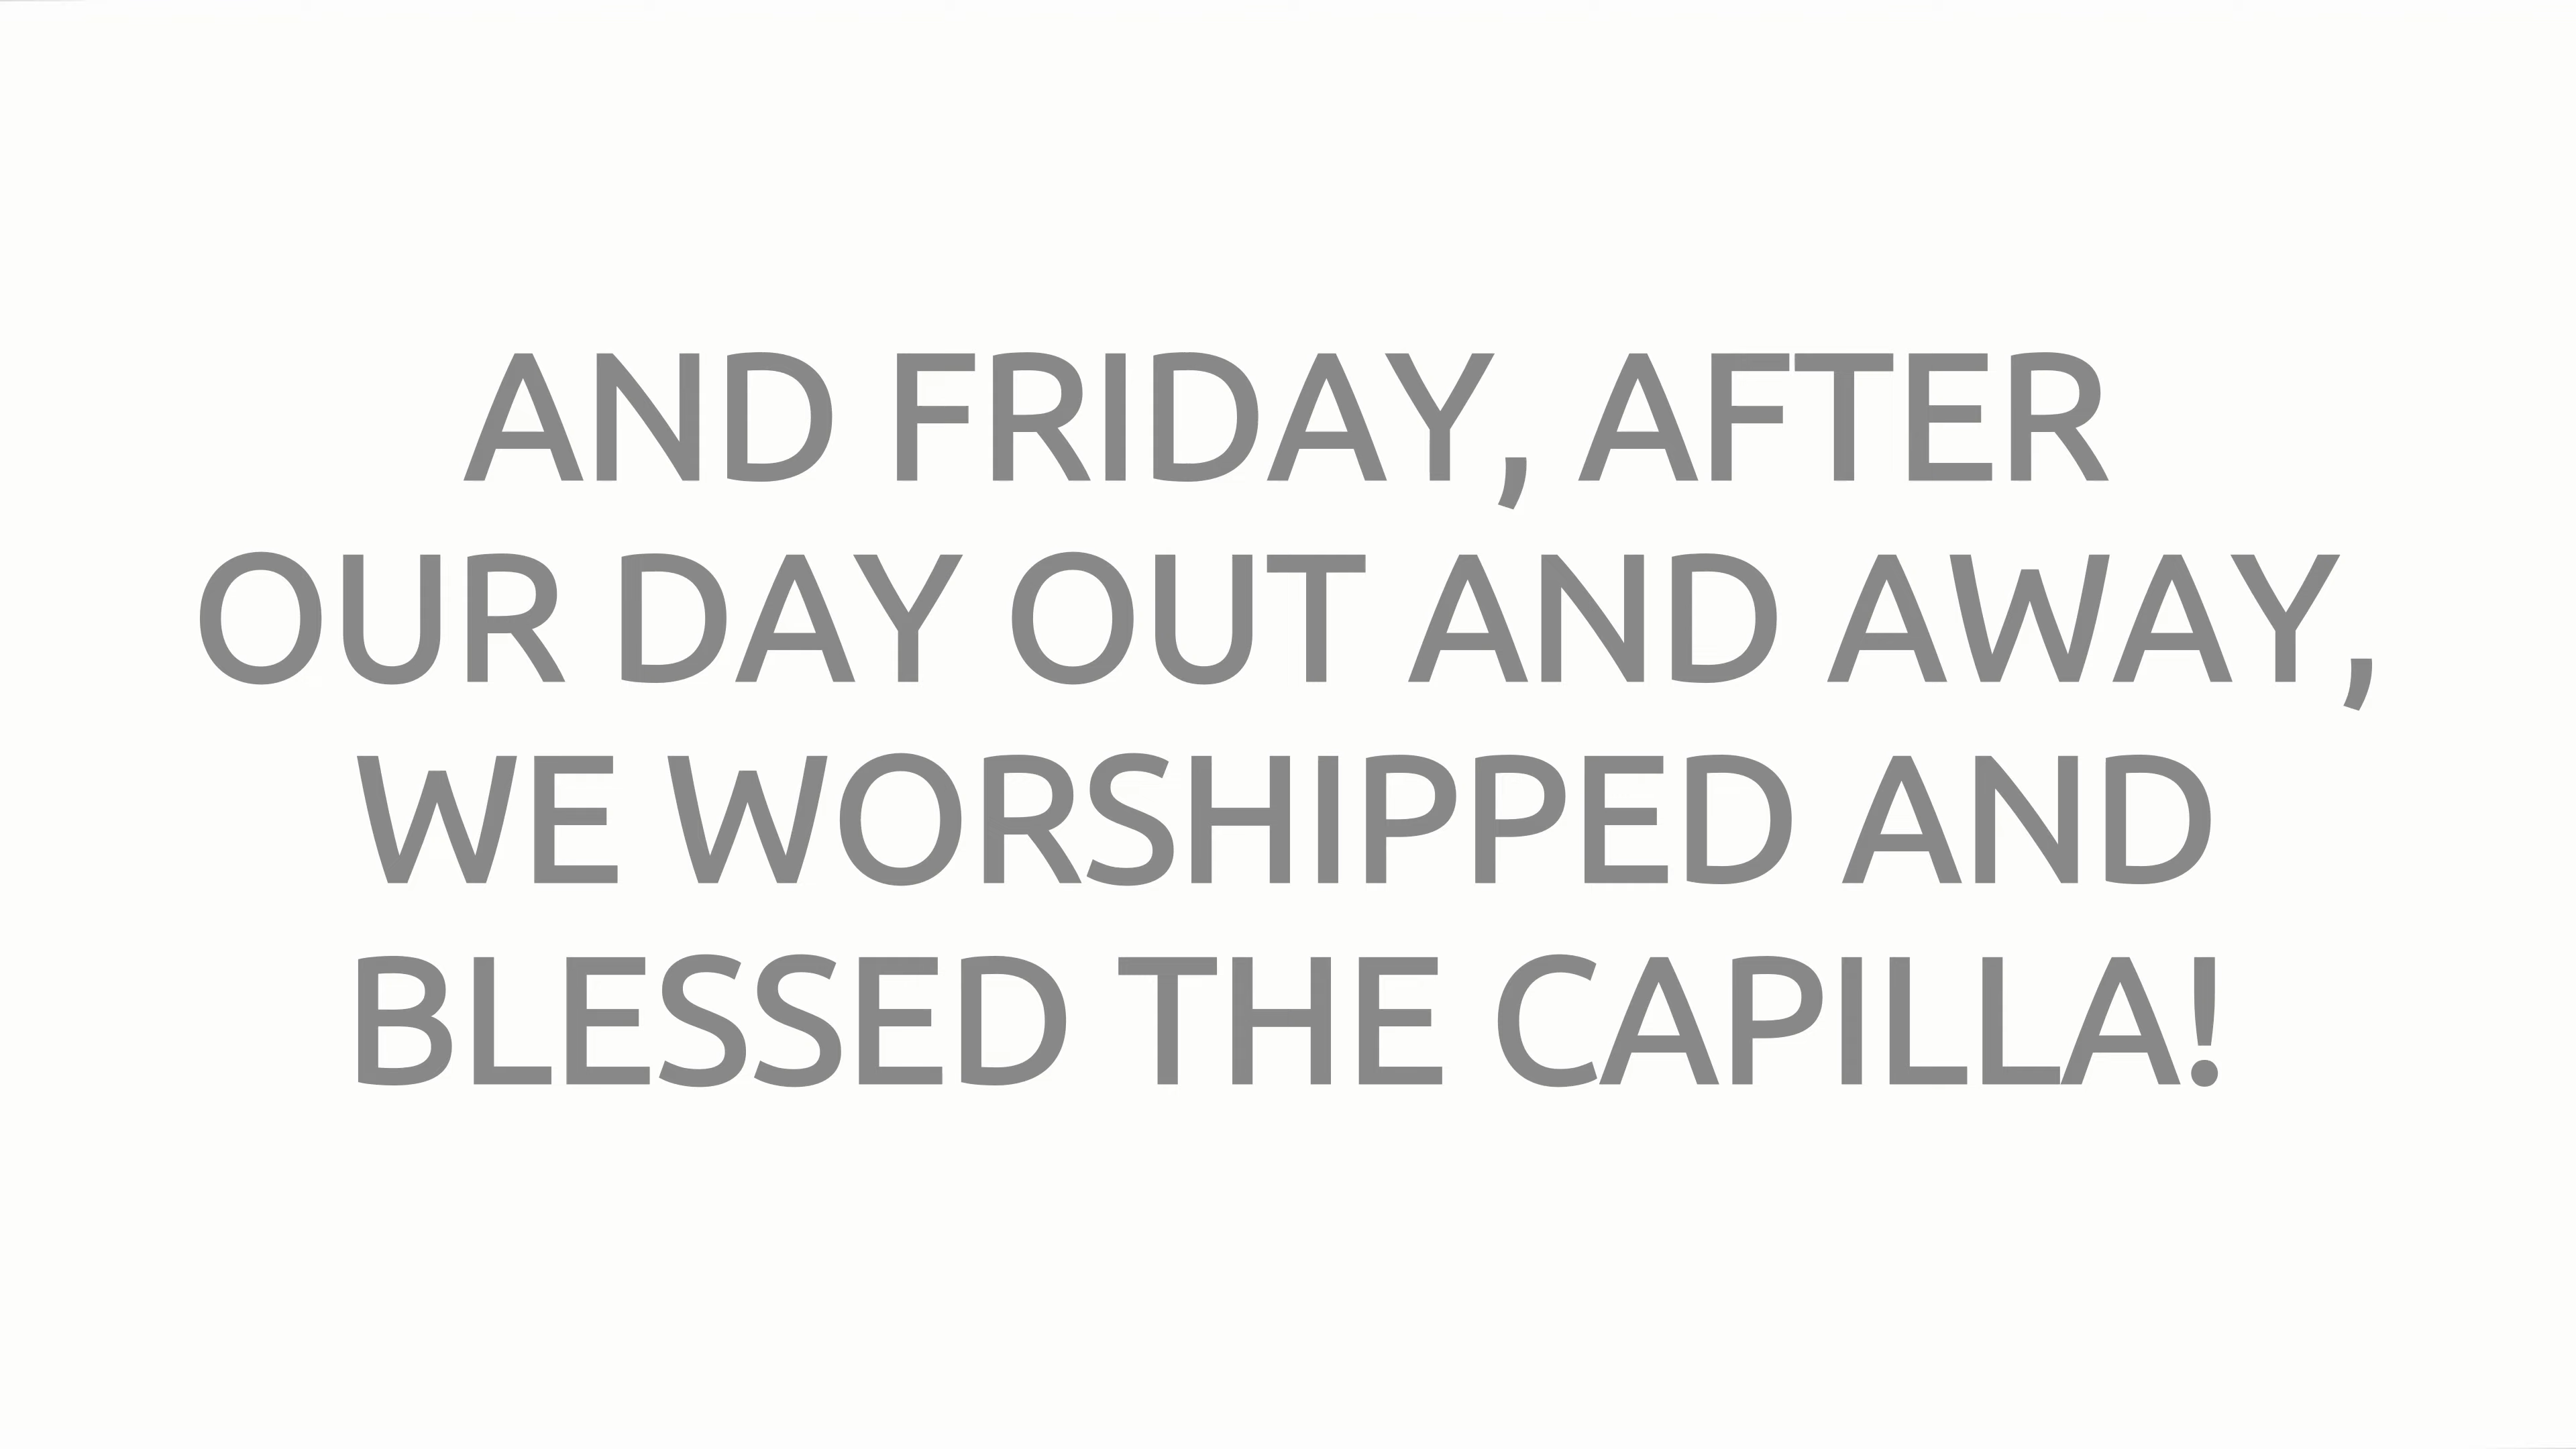 AND FRIDAY, AFTER
OUR DAY OUT AND AWAY,
WE WORSHIPPED AND
BLESSED THE CAPILLA!